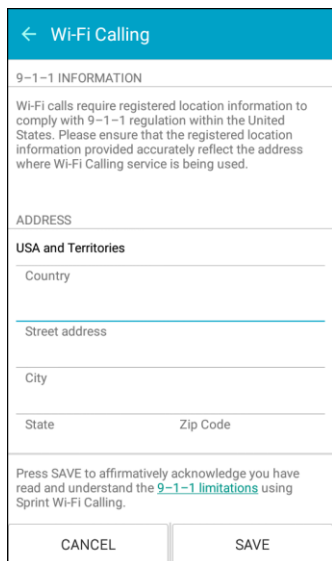 ← Wi-Fi Calling
9–1–1 INFORMATION
Wi-Fi calls require registered location information to
comply with 9–1–1 regulation within the United
States. Please ensure that the registered location
information provided accurately reflect the address
where Wi-Fi Calling service is being used.
ADDRESS
USA and Territories
Country
Street address
City
State Zip Code
Press SAVE to affirmatively acknowledge you have
read and understand the 9–1–1 limitations using
Sprint Wi-Fi Calling.
CANCEL SAVE